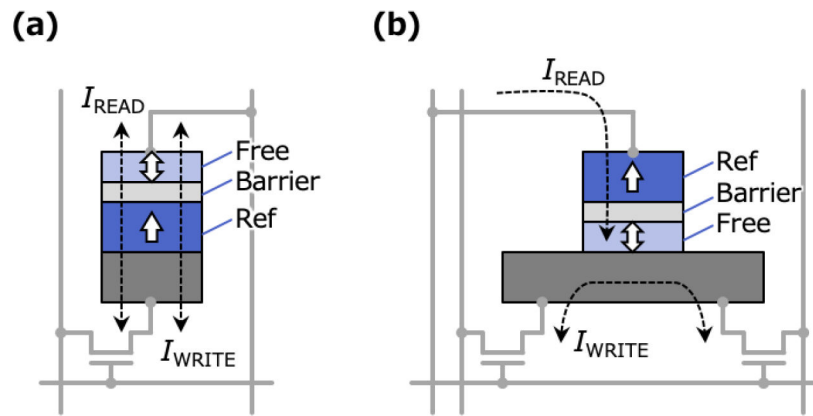 (a)
I_READ
Free
Barrier
Ref
I_WRITE
(b)
I_READ
Ref
Barrier
Free
I_WRITE